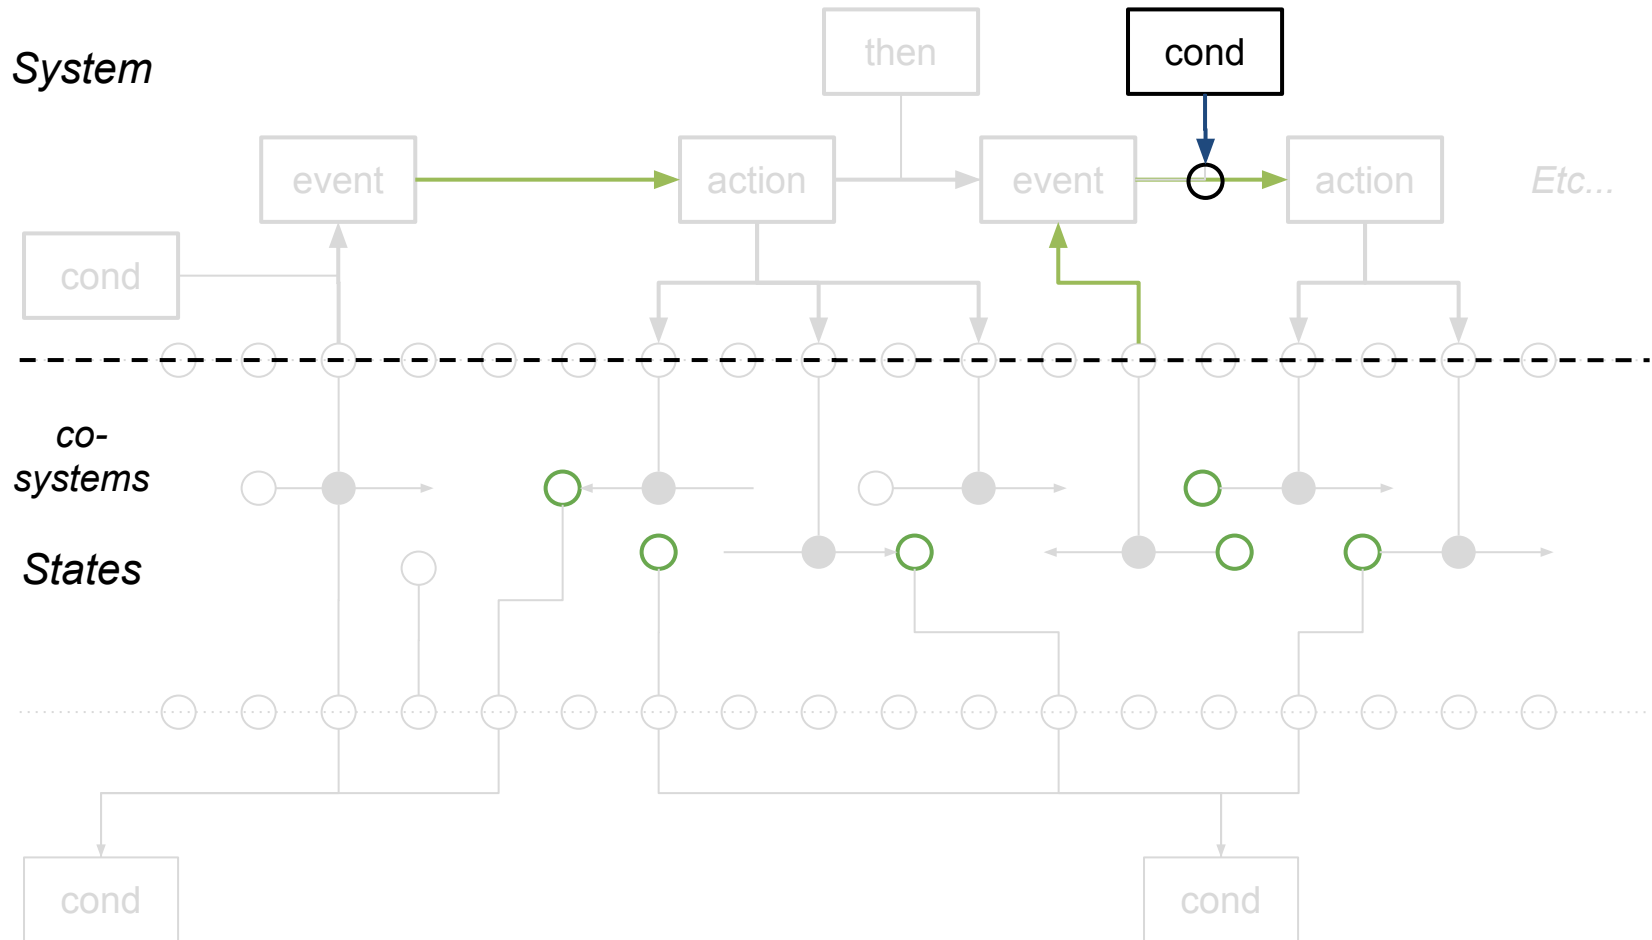 then
cond
System
event
action
event
action
Etc...
cond
co-
systems
States
cond
cond